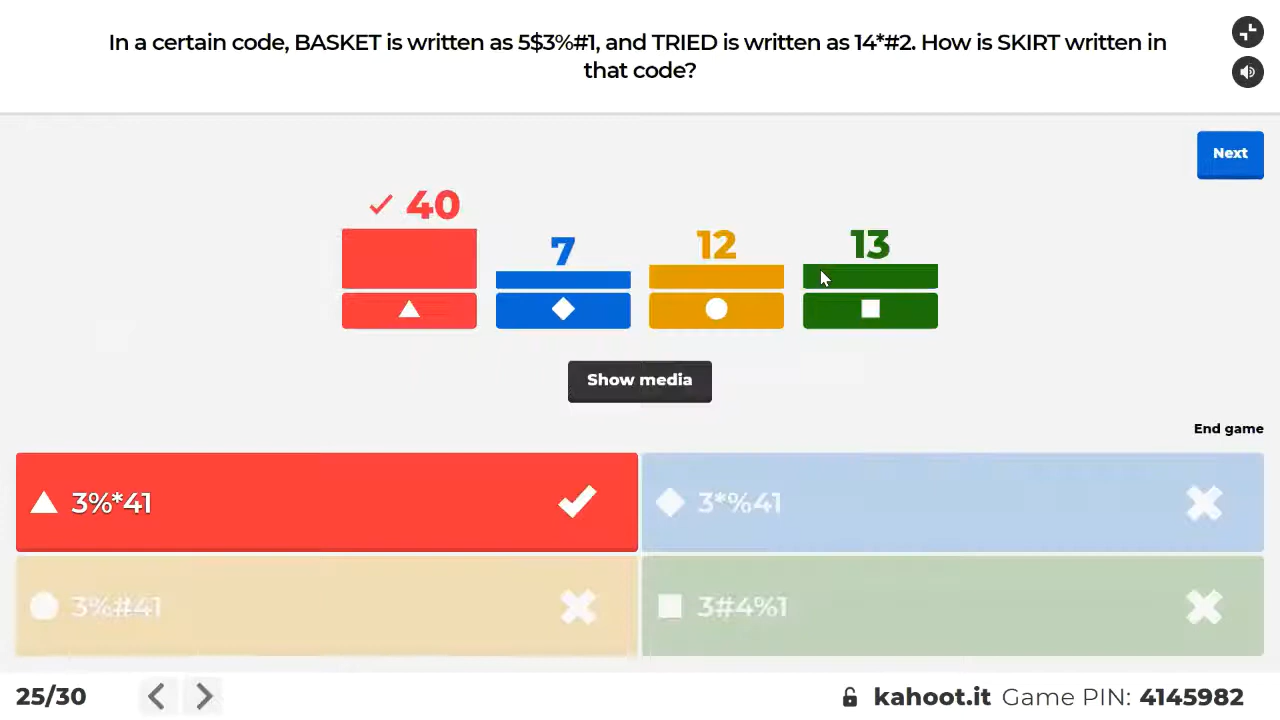 In a certain code, BASKET is written as 5$3%#1, and TRIED is written as 14*#2. How is SKIRT written in
that code?
Next
40
7
12
13
Show media
End game
3%*41
3*%41
3%#41
3#4%1
25/30
kahoot.it Game PIN: 4145982